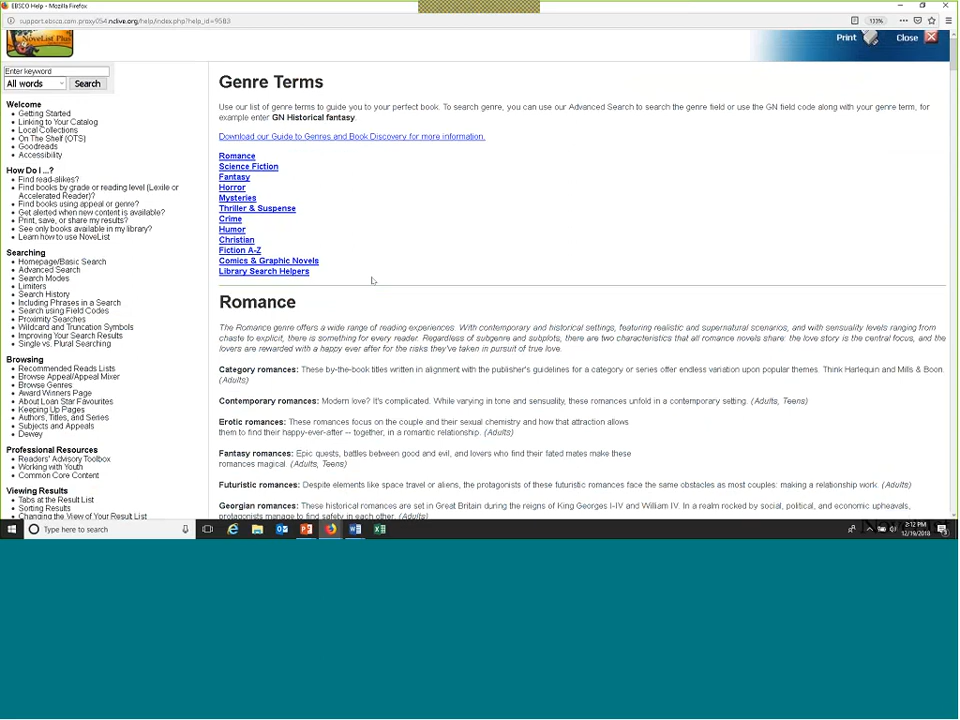 EBSCO Help - Mozilla Firefox
support.ebsco.com.proxy054.nclive.org/help/index.php?help_id=9583
133%
NoveList Plus
Print
Close
Enter keyword
All words
Search
Welcome
Getting Started
Linking to Your Catalog
Local Collections
On The Shelf (OTS)
Goodreads
Accessibility
How Do I ...?
Find read-alikes?
Find books by grade or reading level (Lexile or
Accelerated Reader)?
Find books using appeal or genre?
Get alerted when new content is available?
Print, save, or share my results?
See only books available in my library?
Learn how to use NoveList
Searching
Homepage/Basic Search
Advanced Search
Search Modes
Limiters
Search History
Including Phrases in a Search
Search using Field Codes
Proximity Searches
Wildcard and Truncation Symbols
Improving Your Search Results
Single vs. Plural Searching
Browsing
Recommended Reads Lists
Browse Appeal/Appeal Mixer
Browse Genres
Award Winners Page
About Loan Star Favourites
Keeping Up Pages
Authors, Titles, and Series
Subjects and Appeals
Dewey
Professional Resources
Readers' Advisory Toolbox
Working with Youth
Common Core Content
Viewing Results
Tabs at the Result List
Sorting Results
Changing the View of Your Result List
Genre Terms
Use our list of genre terms to guide you to your perfect book. To search genre, you can use our Advanced Search to search the genre field or use the GN field code along with your genre term, for
example enter GN Historical fantasy.
Download our Guide to Genres and Book Discovery for more information.
Romance
Science Fiction
Fantasy
Horror
Mysteries
Thriller & Suspense
Crime
Humor
Christian
Fiction A-Z
Comics & Graphic Novels
Library Search Helpers
Romance
The Romance genre offers a wide range of reading experiences. With contemporary and historical settings, featuring realistic and supernatural scenarios, and with sensuality levels ranging from
chaste to explicit, there is something for every reader. Regardless of subgenre and subplots, there are two characteristics that all romance novels share: the love story is the central focus, and the
lovers are rewarded with a happy ever after for the risks they've taken in pursuit of true love.
Category romances: These by-the-book titles written in alignment with the publisher's guidelines for a category or series offer endless variation upon popular themes. Think Harlequin and Mills & Boon.
(Adults)
Contemporary romances: Modern love? It's complicated. While varying in tone and sensuality, these romances unfold in a contemporary setting. (Adults, Teens)
Erotic romances: These romances focus on the couple and their sexual chemistry and how that attraction allows
them to find their happy-ever-after -- together, in a romantic relationship. (Adults)
Fantasy romances: Epic quests, battles between good and evil, and lovers who find their fated mates make these
romances magical. (Adults, Teens)
Futuristic romances: Despite elements like space travel or aliens, the protagonists of these futuristic romances face the same obstacles as most couples: making a relationship work. (Adults)
Georgian romances: These historical romances are set in Great Britain during the reigns of King Georges I-IV and William IV. In a realm rocked by social, political, and economic upheavals,
protagonists manage to find safety in each other. (Adults)
Type here to search
2:12 PM
12/19/2018